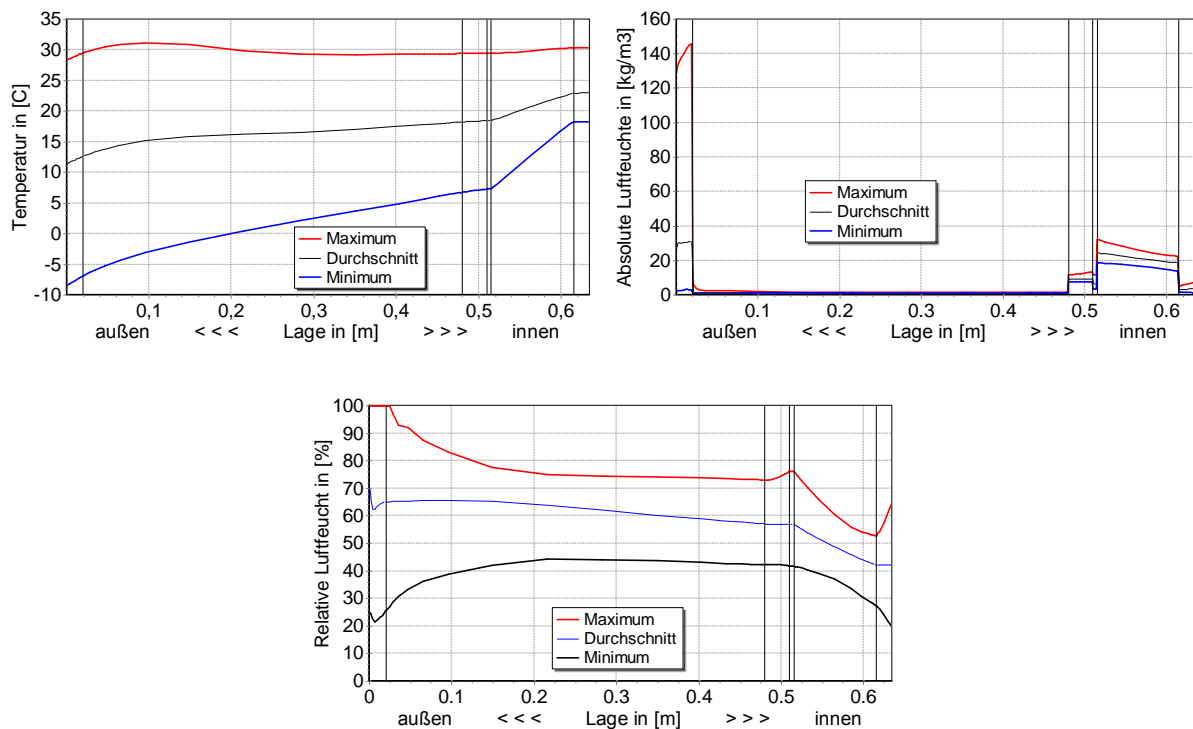 Temperatur in [C]
35
30
25
20
15
10
5
0
-5
-10
0,1 0,2 0,3 0,4 0,5 0,6
außen < < < Lage in [m] > > > innen
Maximum
Durchschnitt
Minimum
Absolute Luftfeuchte in [kg/m3]
160
140
120
100
80
60
40
20
0
0.1 0.2 0.3 0.4 0.5 0.6
außen < < < Lage in [m] > > > innen
Maximum
Durchschnitt
Minimum
Relative Luftfeucht in [%]
100
90
80
70
60
50
40
30
20
10
0
0 0.1 0.2 0.3 0.4 0.5 0.6
außen < < < Lage in [m] > > > innen
Maximum
Durchschnitt
Minimum